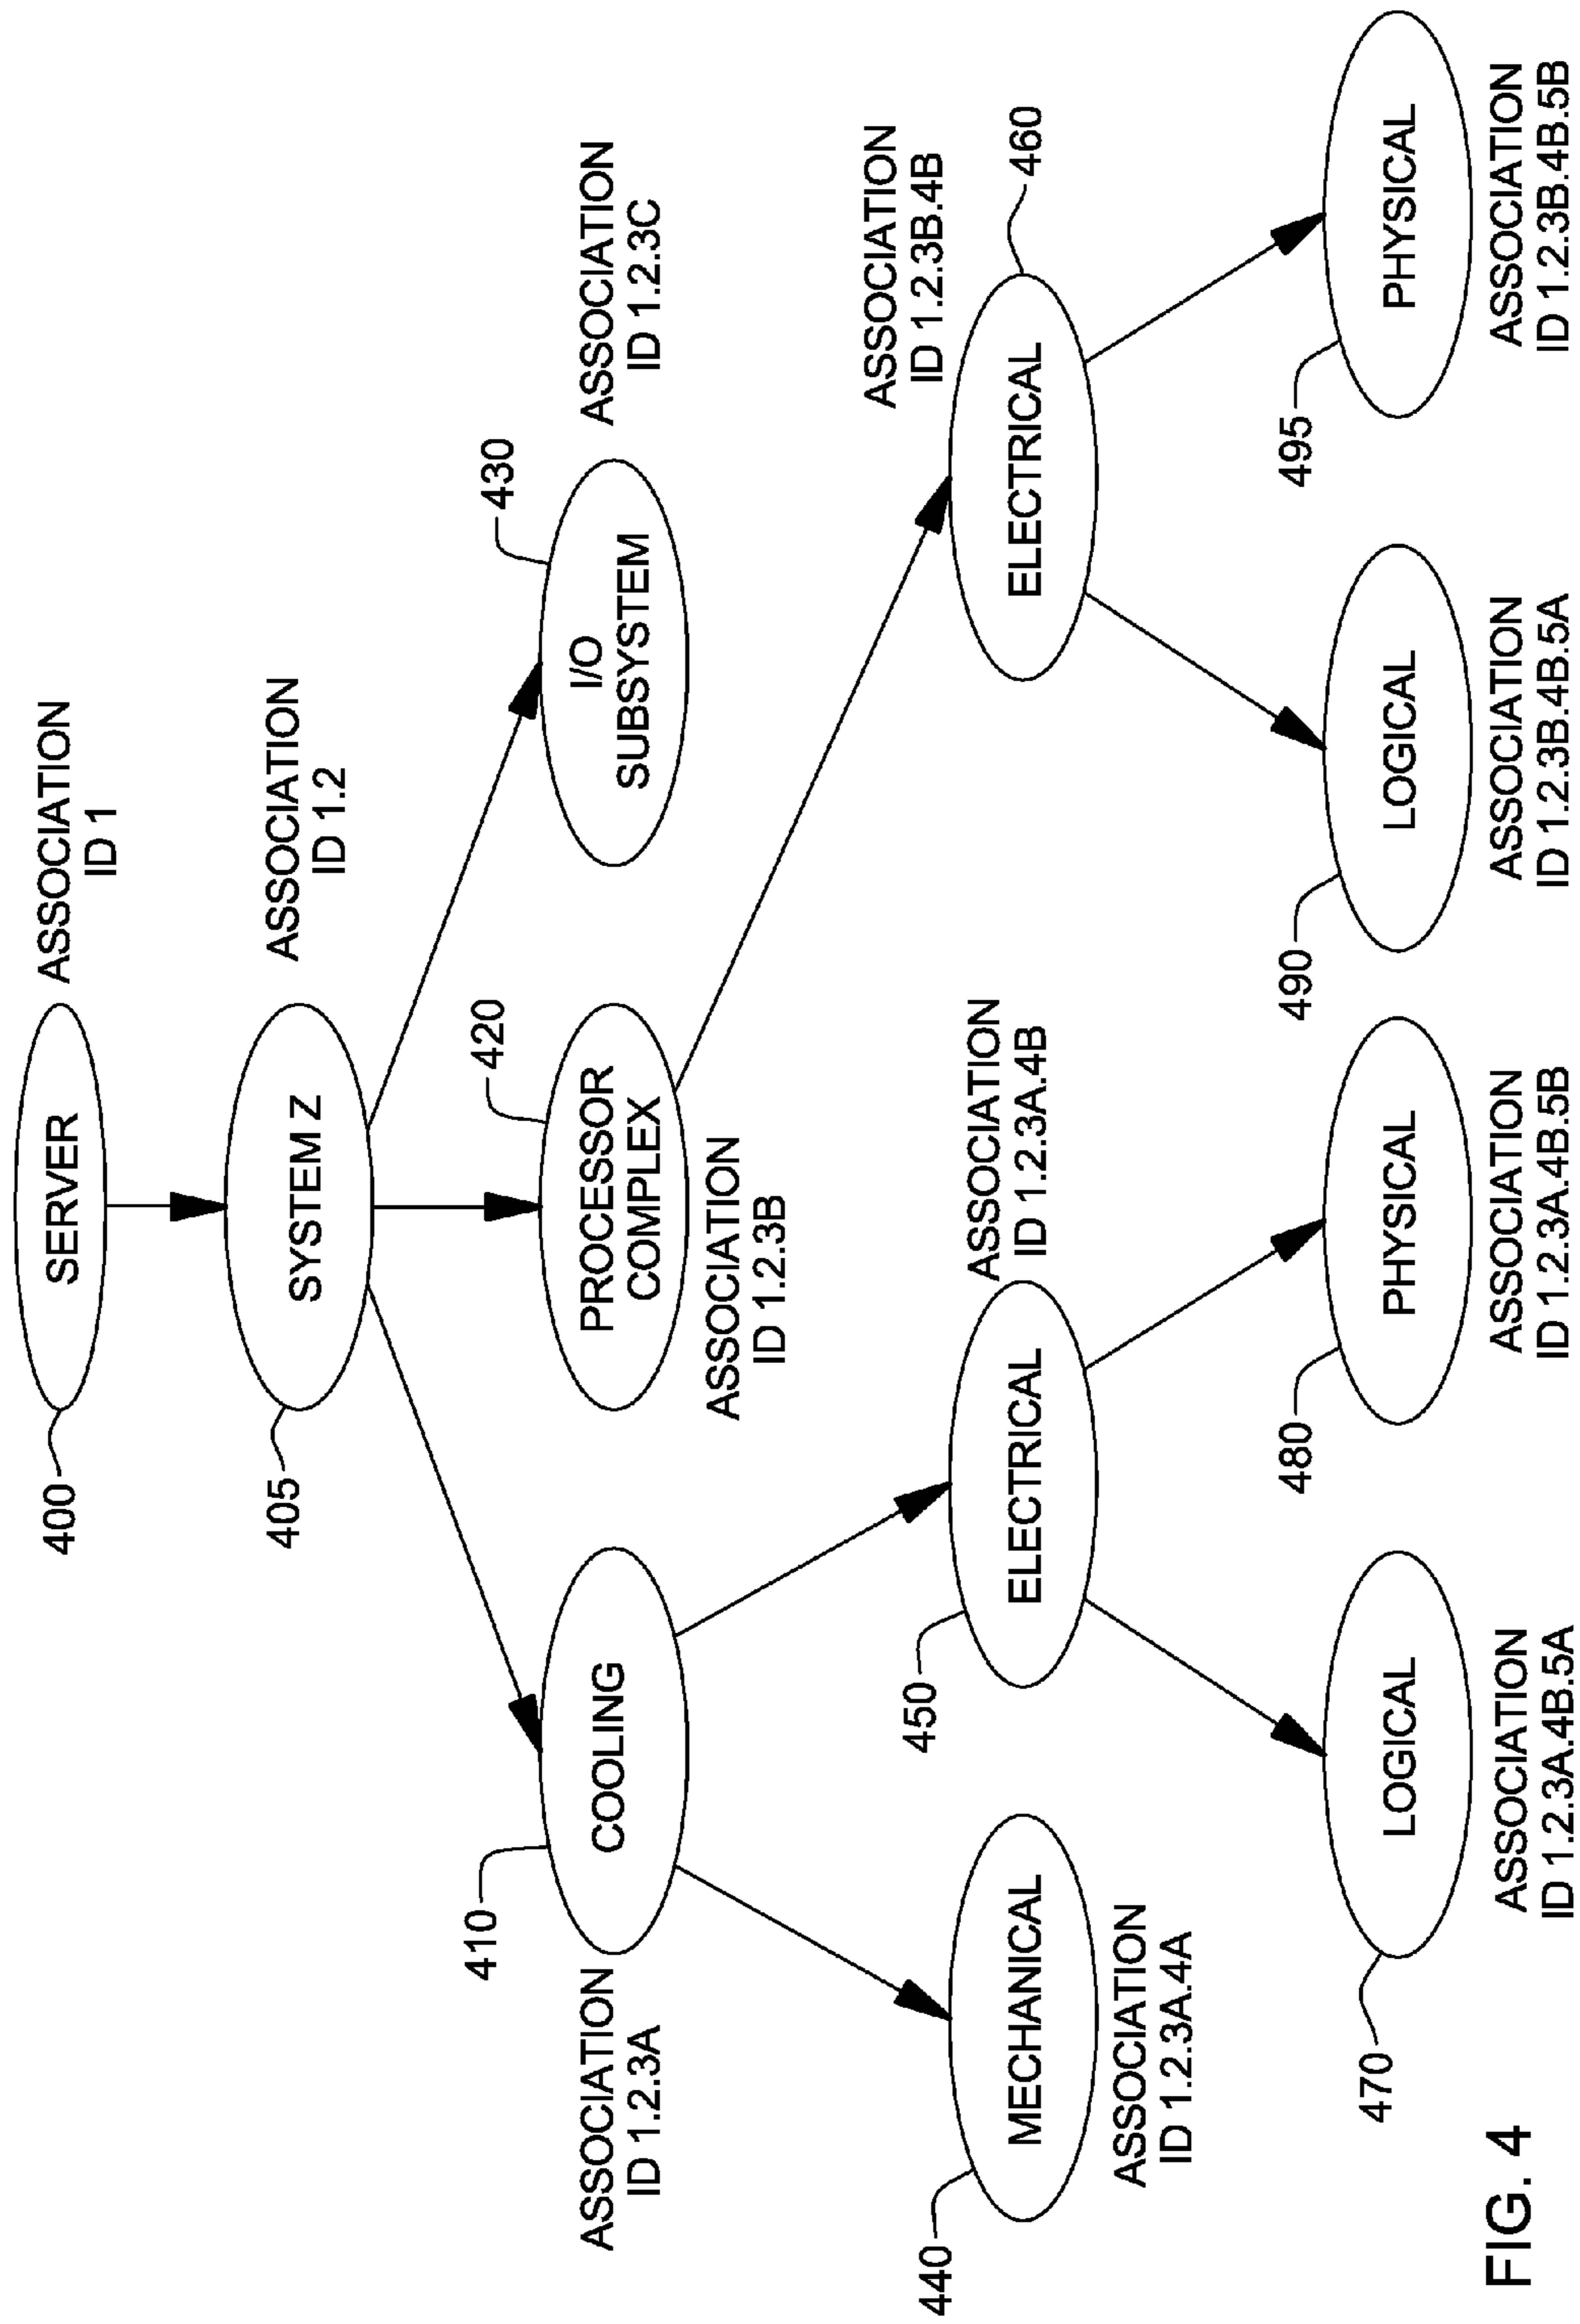 ASSOCIATION
ID 1
SERVER
400
ASSOCIATION
ID 1.2
SYSTEM Z
405
410
COOLING
ASSOCIATION
ID 1.2.3A
420
PROCESSOR
COMPLEX
ASSOCIATION
ID 1.2.3B
430
I/O
SUBSYSTEM
ASSOCIATION
ID 1.2.3C
440
MECHANICAL
ASSOCIATION
ID 1.2.3A.4A
450
ELECTRICAL
ASSOCIATION
ID 1.2.3A.4B
460
ELECTRICAL
ASSOCIATION
ID 1.2.3B.4B
470
LOGICAL
ASSOCIATION
ID 1.2.3A.4B.5A
480
PHYSICAL
ASSOCIATION
ID 1.2.3A.4B.5B
490
LOGICAL
ASSOCIATION
ID 1.2.3B.4B.5A
495
PHYSICAL
ASSOCIATION
ID 1.2.3B.4B.5B
FIG. 4